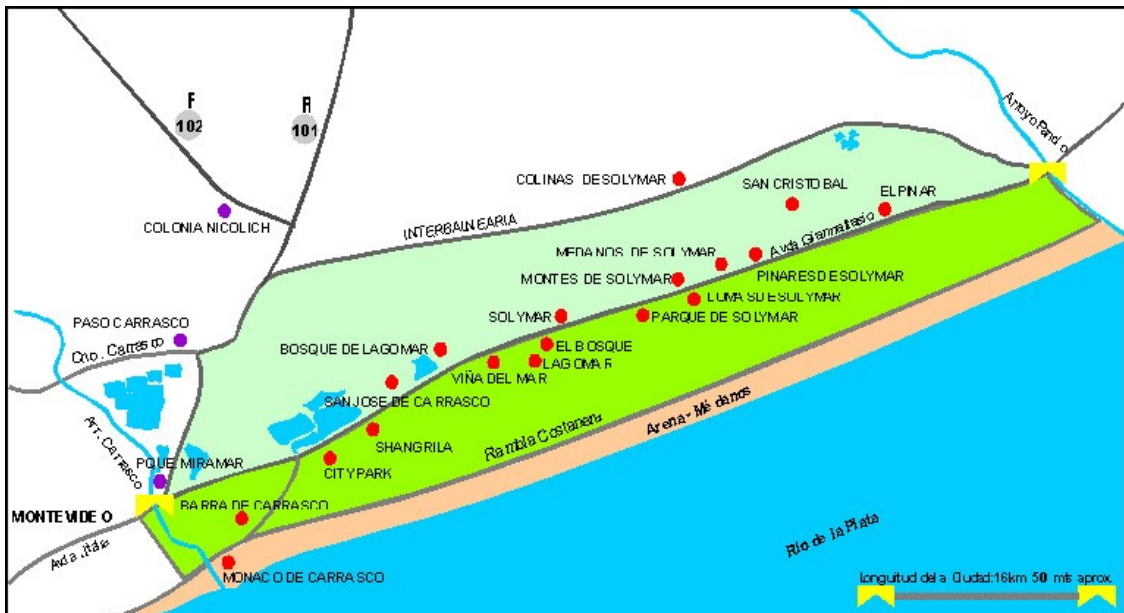 F
102
R
101
Arroyo Pando
COLINAS DE SOLYMAR
SAN CRISTOBAL
EL PINAR
COLONIA NICOLICH
INTERBALNEARIA
Avda Giannattasio
MEDANOS DE SOLYMAR
MONTES DE SOLYMAR
PINARES DE SOLYMAR
LOMAS DE SOLYMAR
PASO CARRASCO
SOLYMAR
PARQUE DE SOLYMAR
Cno. Carrasco
BOSQUE DE LAGOMAR
EL BOSQUE
LAGOMAR
VIÑA DEL MAR
SAN JOSE DE CARRASCO
Arena - Médanos
Rambla Costanera
Arr. Carrasco
SHANGRILA
PQUE. MIRAMAR
CITY PARK
BARRA DE CARRASCO
MONTEVIDEO
Río de la Plata
Avda. Italia
MONACO DE CARRASCO
Longuitud de la Ciudad:16km 50 mts aprox.